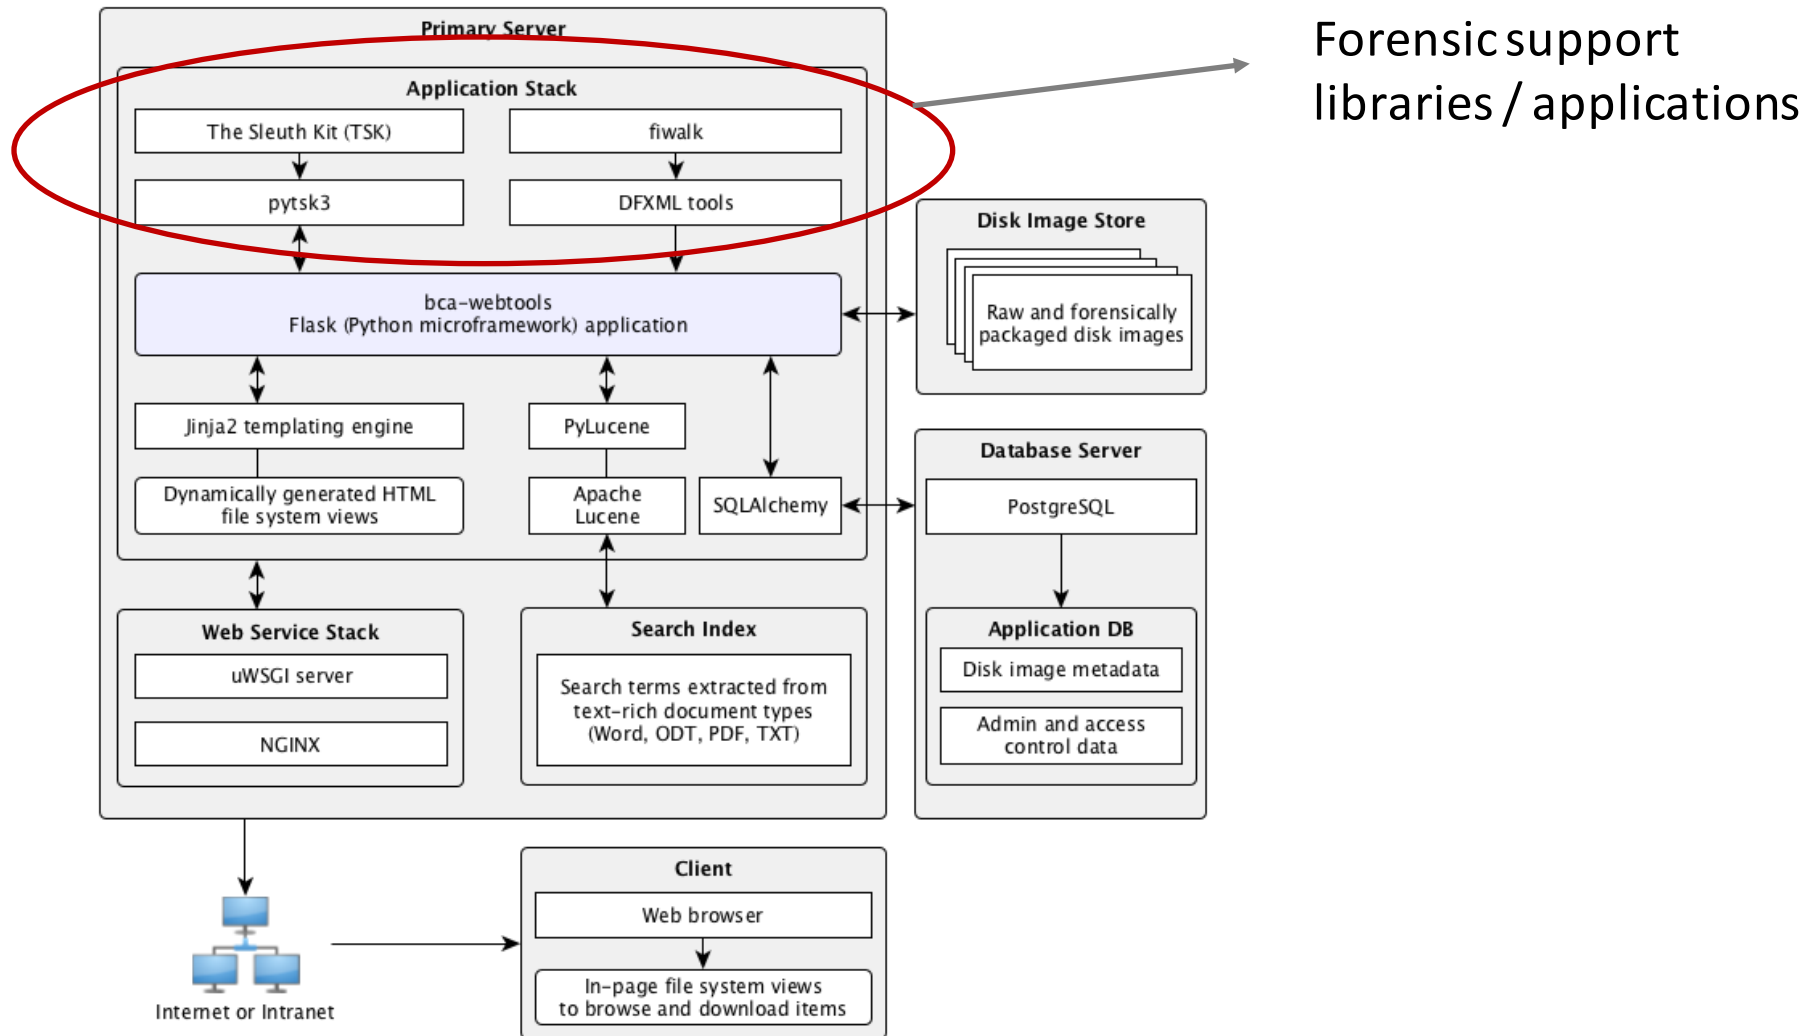 Primary Server
Forensic support
libraries / applications
Application Stack
The Sleuth Kit (TSK)
fiwalk
pytsk3
DFXML tools
Disk Image Store
Raw and forensically
packaged disk images
bca-webtools
Flask (Python microframework) application
Jinja2 templating engine
PyLucene
Dynamically generated HTML
file system views
Apache
Lucene
SQLAlchemy
Database Server
PostgreSQL
Application DB
Disk image metadata
Admin and access
control data
Web Service Stack
uWSGI server
NGINX
Search Index
Search terms extracted from
text-rich document types
(Word, ODT, PDF, TXT)
Client
Web browser
In-page file system views
to browse and download items
Internet or Intranet